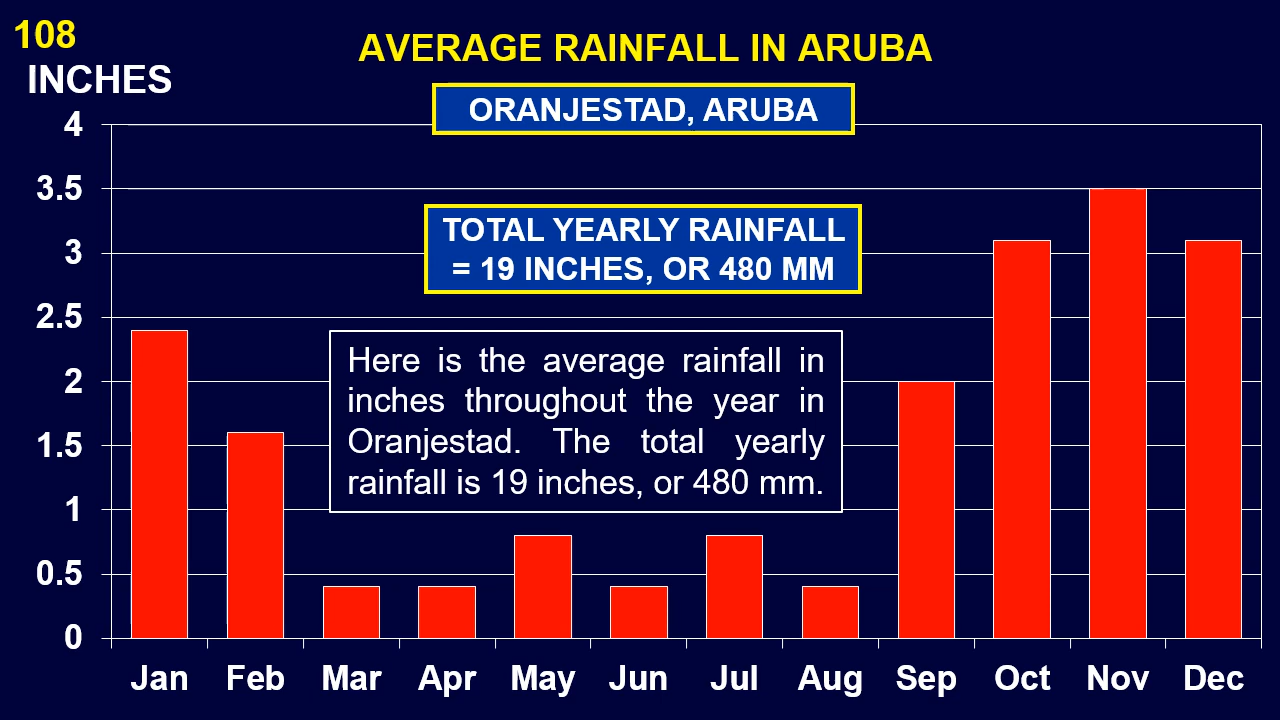 108
INCHES
AVERAGE RAINFALL IN ARUBA
ORANJESTAD, ARUBA
TOTAL YEARLY RAINFALL
= 19 INCHES, OR 480 MM
Here is the average rainfall in
inches throughout the year in
Oranjestad. The total yearly
rainfall is 19 inches, or 480 mm.
4
3.5
3
2.5
2
1.5
1
0.5
0
Jan Feb Mar Apr May Jun Jul Aug Sep Oct Nov Dec